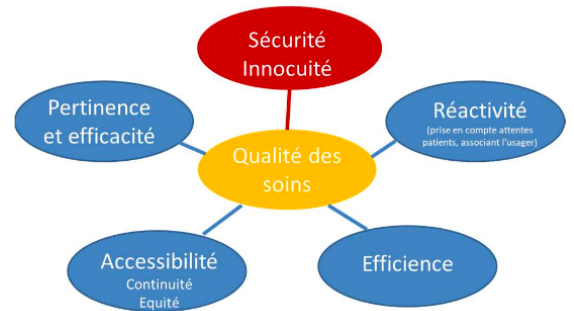 Sécurité
Innocuité
Pertinence
et efficacité
Réactivité
(prise en compte attentes
patients, associant l'usager)
Qualité des
soins
Accessibilité
Continuité
Equité
Efficience